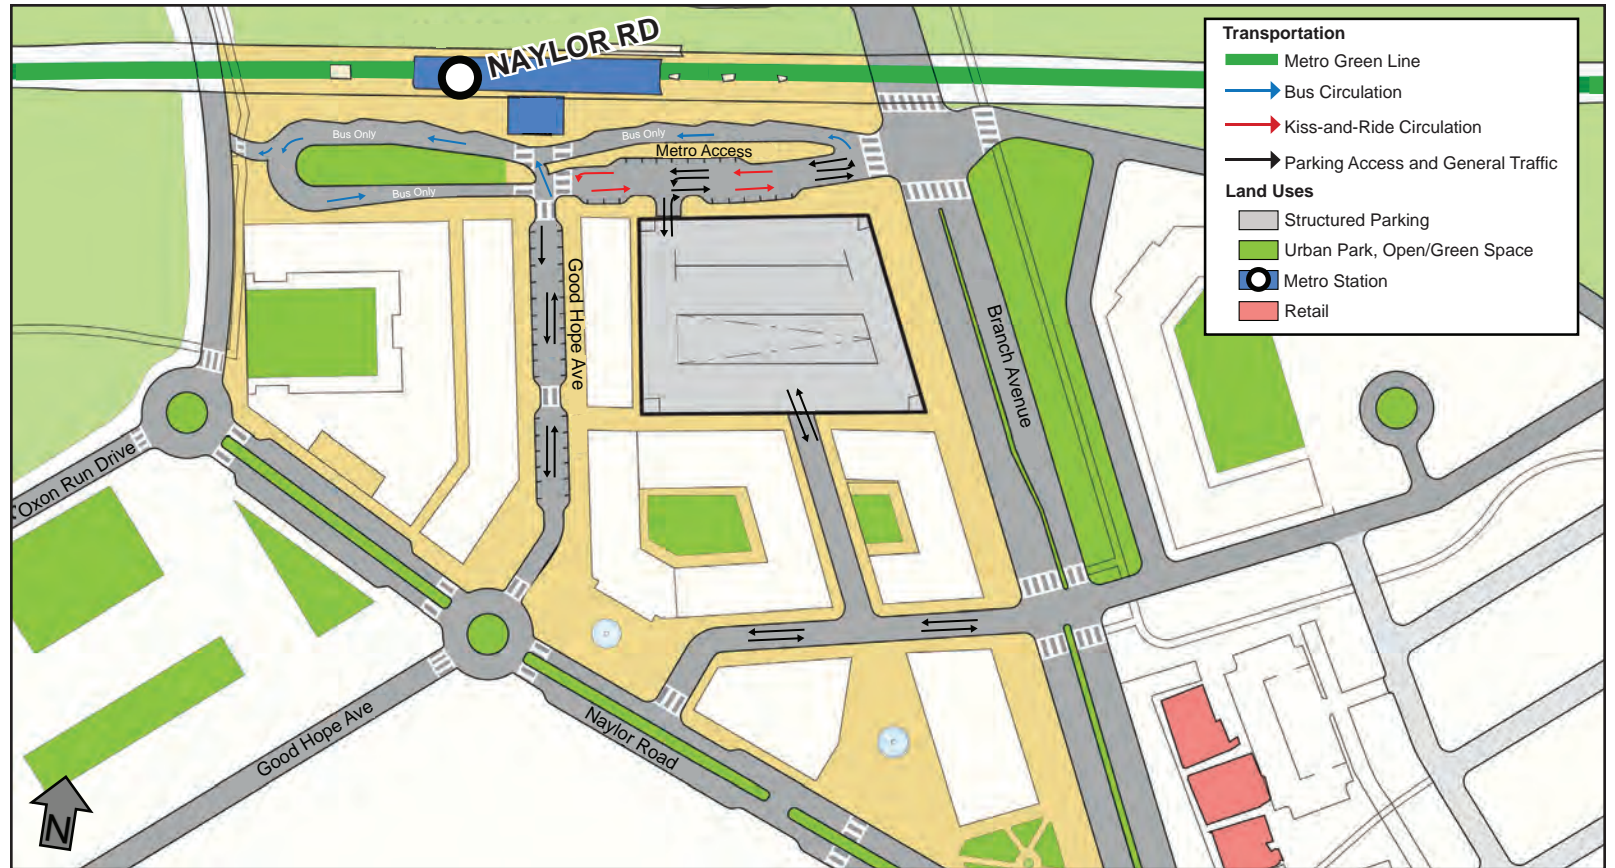 NAYLOR RD
Transportation
Metro Green Line
Bus Circulation
Kiss-and-Ride Circulation
Parking Access and General Traffic
Land Uses
Structured Parking
Urban Park, Open/Green Space
Metro Station
Retail
Bus Only
Bus Only
Metro Access
Bus Only
Good Hope Ave
Branch Avenue
Oxon Run Drive
Good Hope Ave
Naylor Road
N